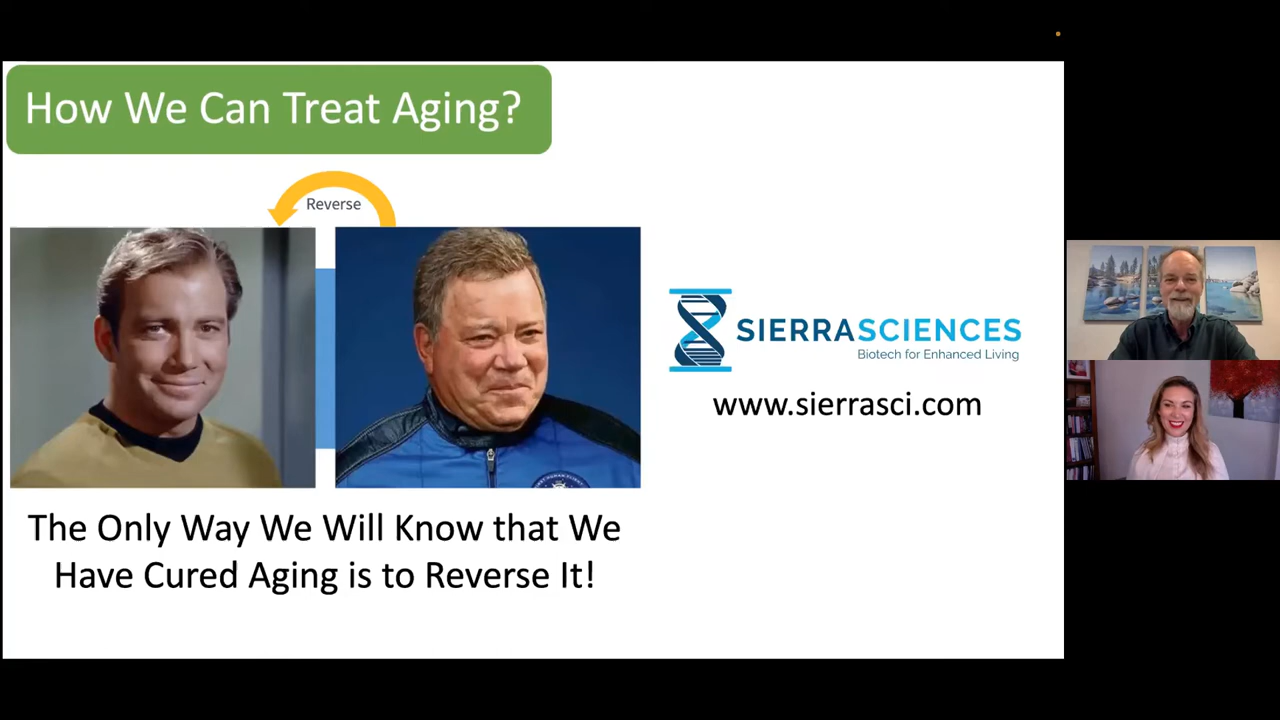 How We Can Treat Aging?
Reverse
SIERRASCIENCES
Biotech for Enhanced Living
www.sierrasci.com
The Only Way We Will Know that We
Have Cured Aging is to Reverse It!